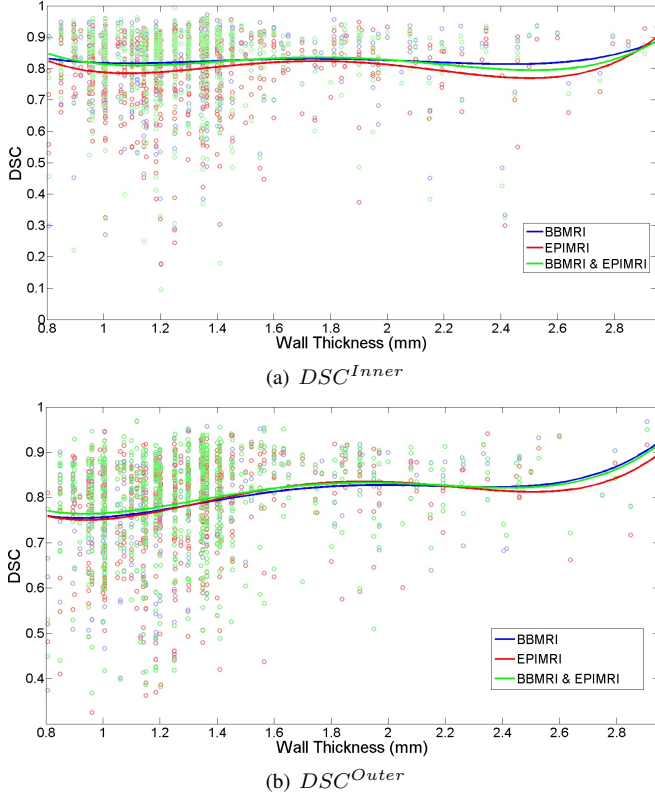 1
0.9
0.8
0.7
0.6
0.5
0.4
0.3
0.2
0.1
0
DSC
BBMRI
EPIMRI
BBMRI & EPIMRI
0.8 1 1.2 1.4 1.6 1.8 2 2.2 2.4 2.6 2.8
Wall Thickness (mm)
(a) DSC^Inner
1
0.9
0.8
0.7
0.6
0.5
0.4
DSC
BBMRI
EPIMRI
BBMRI & EPIMRI
0.8 1 1.2 1.4 1.6 1.8 2 2.2 2.4 2.6 2.8
Wall Thickness (mm)
(b) DSC^Outer